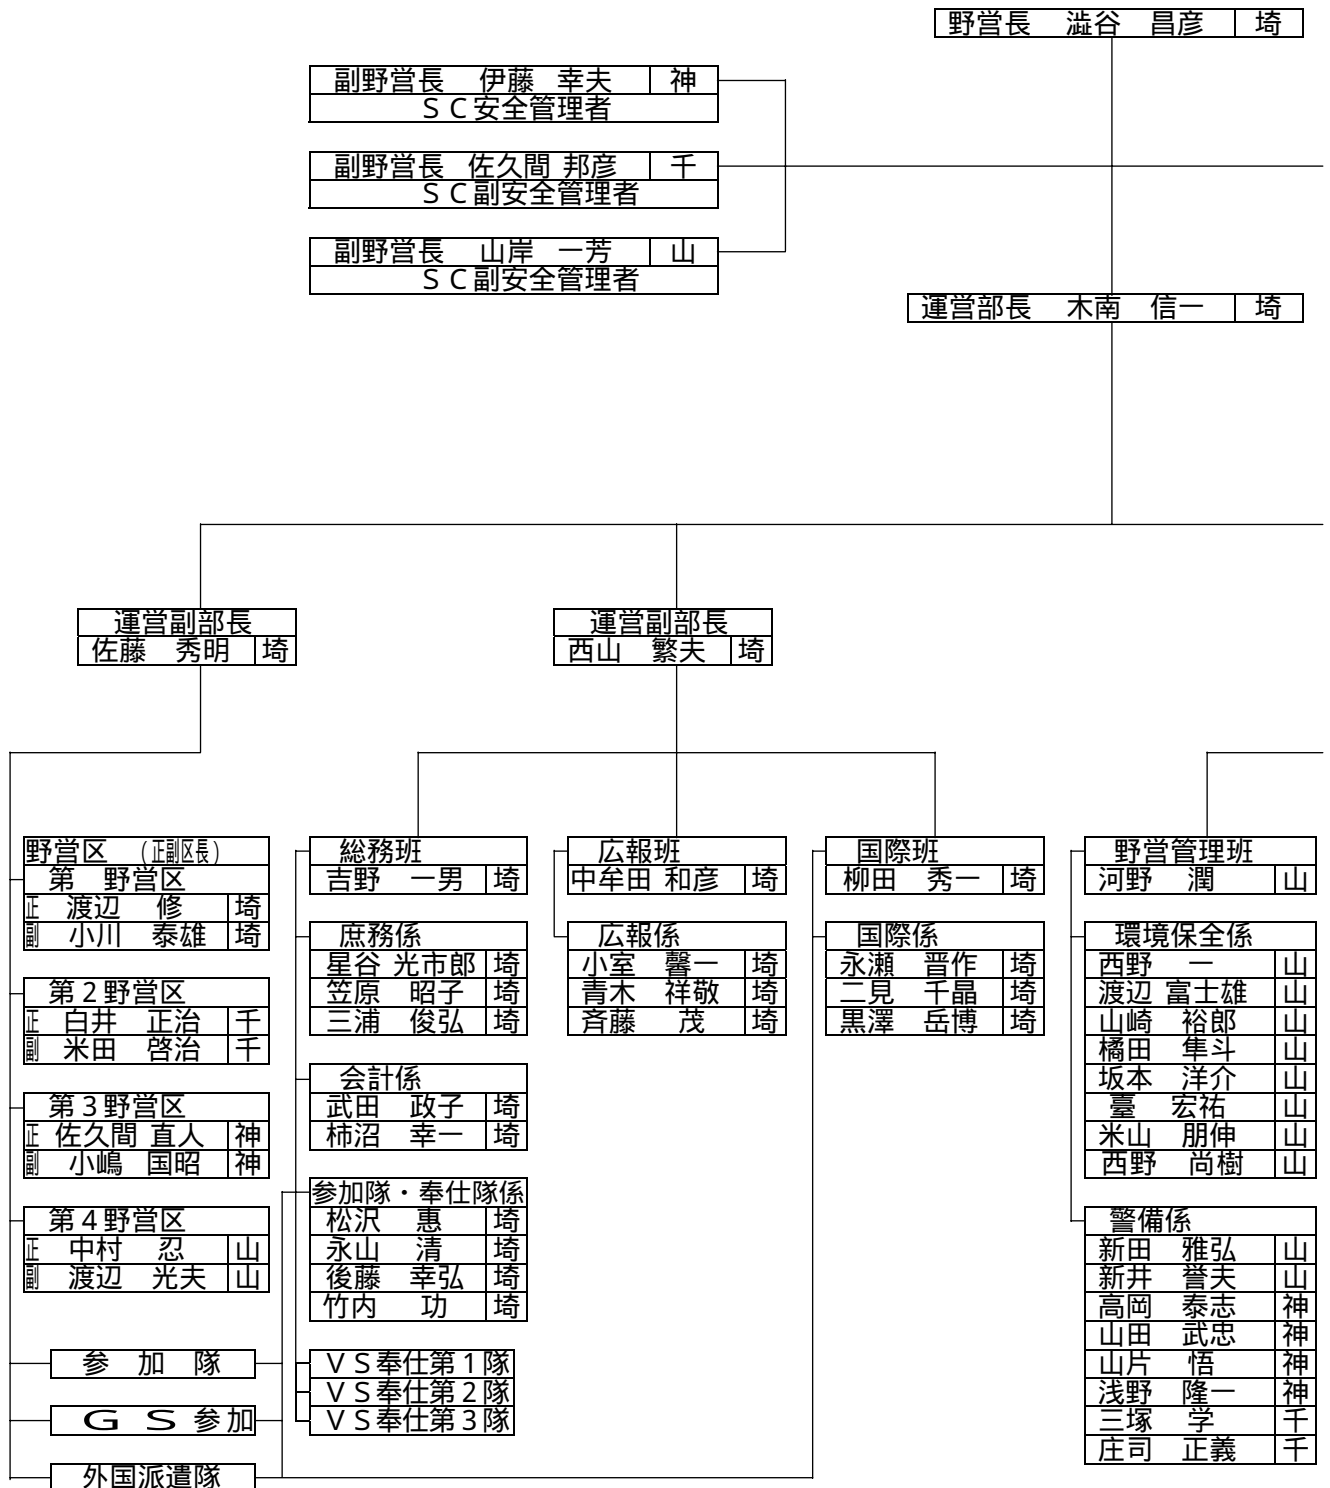 野営長 澁谷 昌彦 埼
副野営長 伊藤 幸夫 神
ＳＣ安全管理者
副野営長 佐久間 邦彦 千
ＳＣ副安全管理者
副野営長 山岸 一芳 山
ＳＣ副安全管理者
運営部長 木南 信一 埼
運営副部長
佐藤 秀明 埼
運営副部長
西山 繁夫 埼
野営区 (正副区長)
第 野営区
正 渡辺 修 埼
副 小川 泰雄 埼
第２野営区
正 白井 正治 千
副 米田 啓治 千
第３野営区
正 佐久間 直人 神
副 小嶋 国昭 神
第４野営区
正 中村 忍 山
副 渡辺 光夫 山
参 加 隊
ＧＳ参加
外国派遣隊
総務班
吉野 一男 埼
庶務係
星谷 光市郎 埼
笠原 昭子 埼
三浦 俊弘 埼
会計係
武田 政子 埼
柿沼 幸一 埼
参加隊・奉仕隊係
松沢 惠 埼
永山 清 埼
後藤 幸弘 埼
竹内 功 埼
ＶＳ奉仕第１隊
ＶＳ奉仕第２隊
ＶＳ奉仕第３隊
広報班
中牟田 和彦 埼
広報係
小室 馨一 埼
青木 祥敬 埼
斉藤 茂 埼
国際班
柳田 秀一 埼
国際係
永瀬 晋作 埼
二見 千晶 埼
黒澤 岳博 埼
野営管理班
河野 潤 山
環境保全係
西野 一 山
渡辺 富士雄 山
山崎 裕郎 山
橘田 隼斗 山
坂本 洋介 山
臺 宏祐 山
米山 朋伸 山
西野 尚樹 山
警備係
新田 雅弘 山
新井 誉夫 山
高岡 泰志 神
山田 武忠 神
山片 悟 神
浅野 隆一 神
三塚 学 千
庄司 正義 千